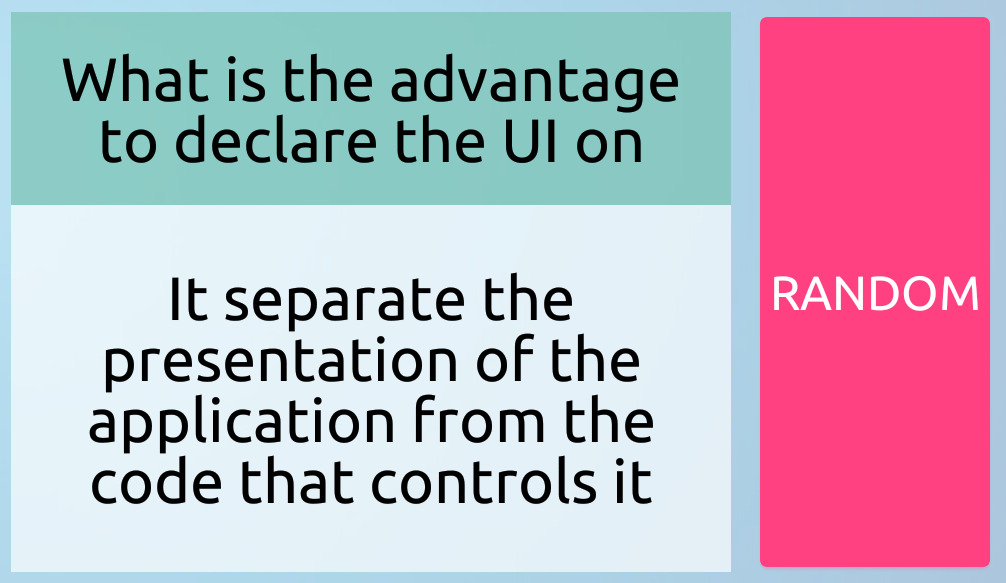 What is the advantage
to declare the UI on
It separate the
presentation of the
application from the
code that controls it
RANDOM